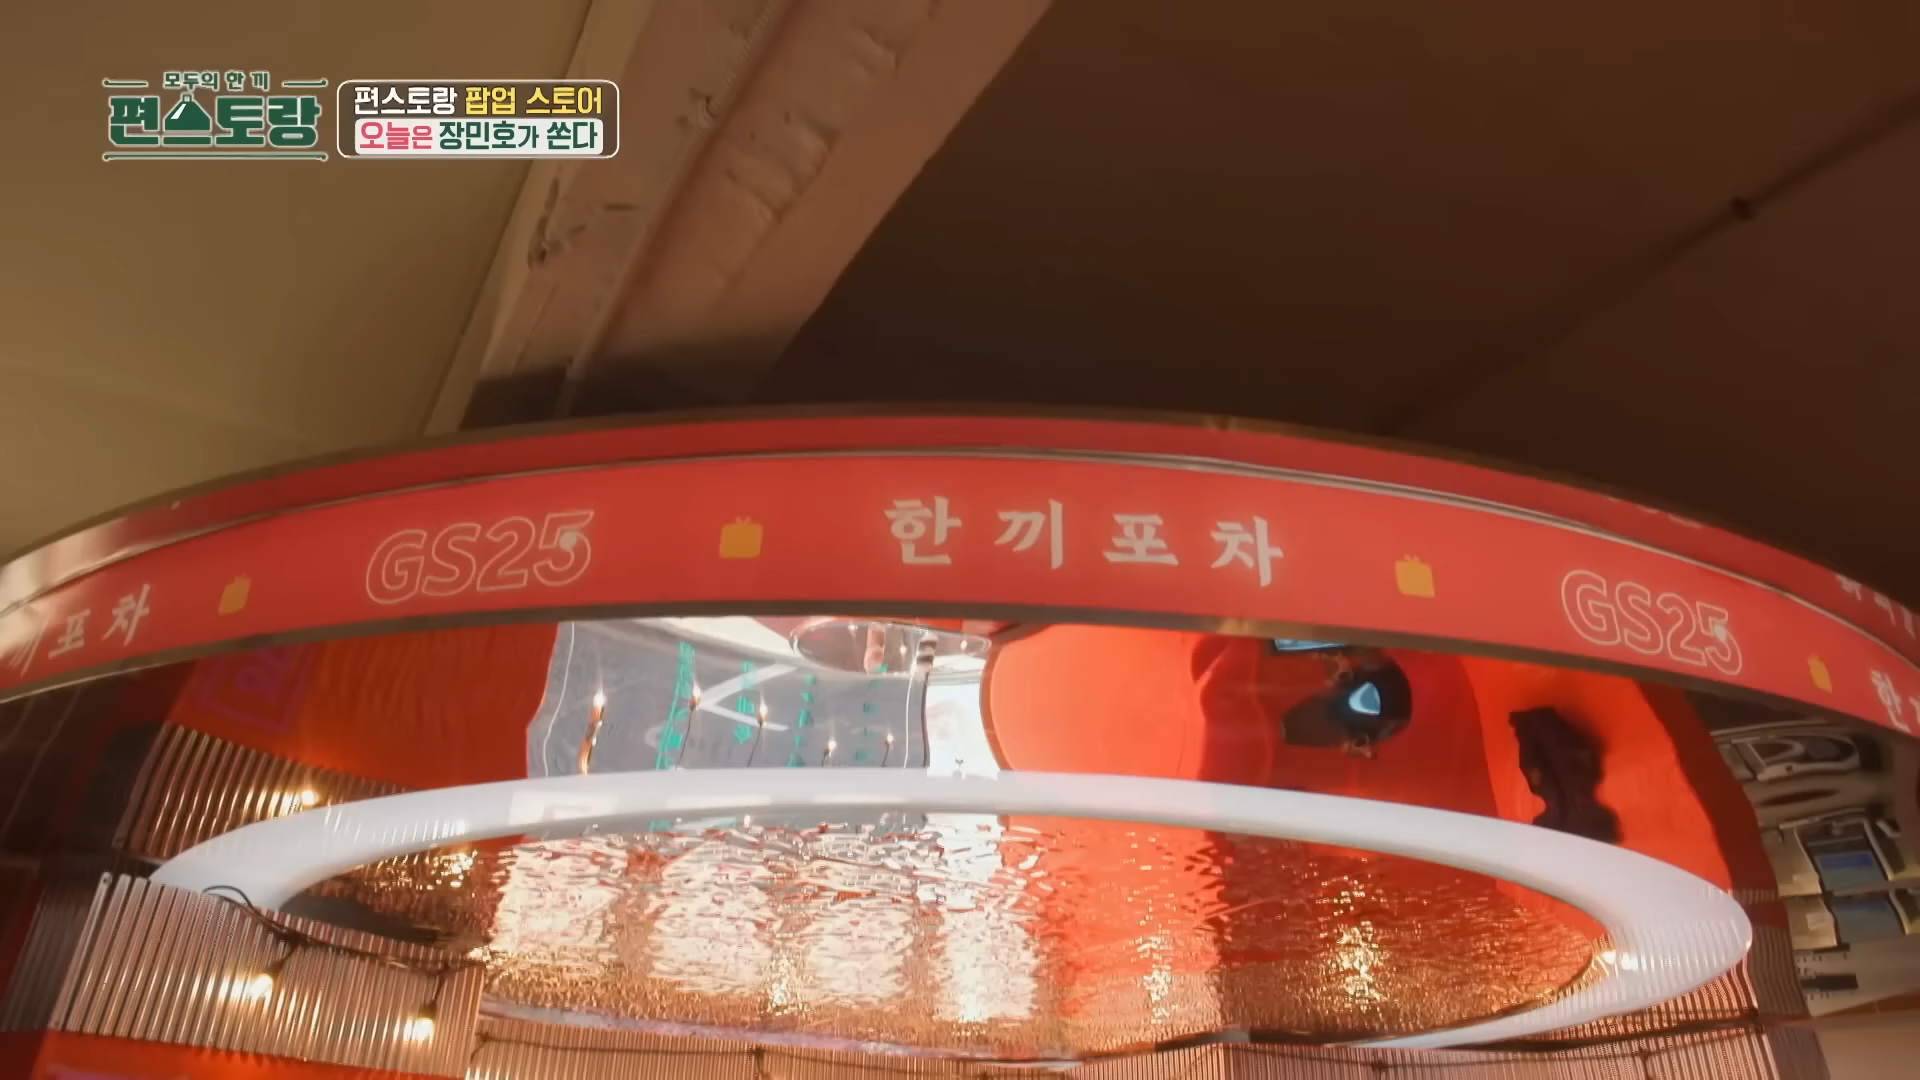 모두의 한 끼
편스토랑
편스토랑 팝업 스토어
오늘은 장민호가 쏜다
포차 GS25 한끼포차 GS25 한